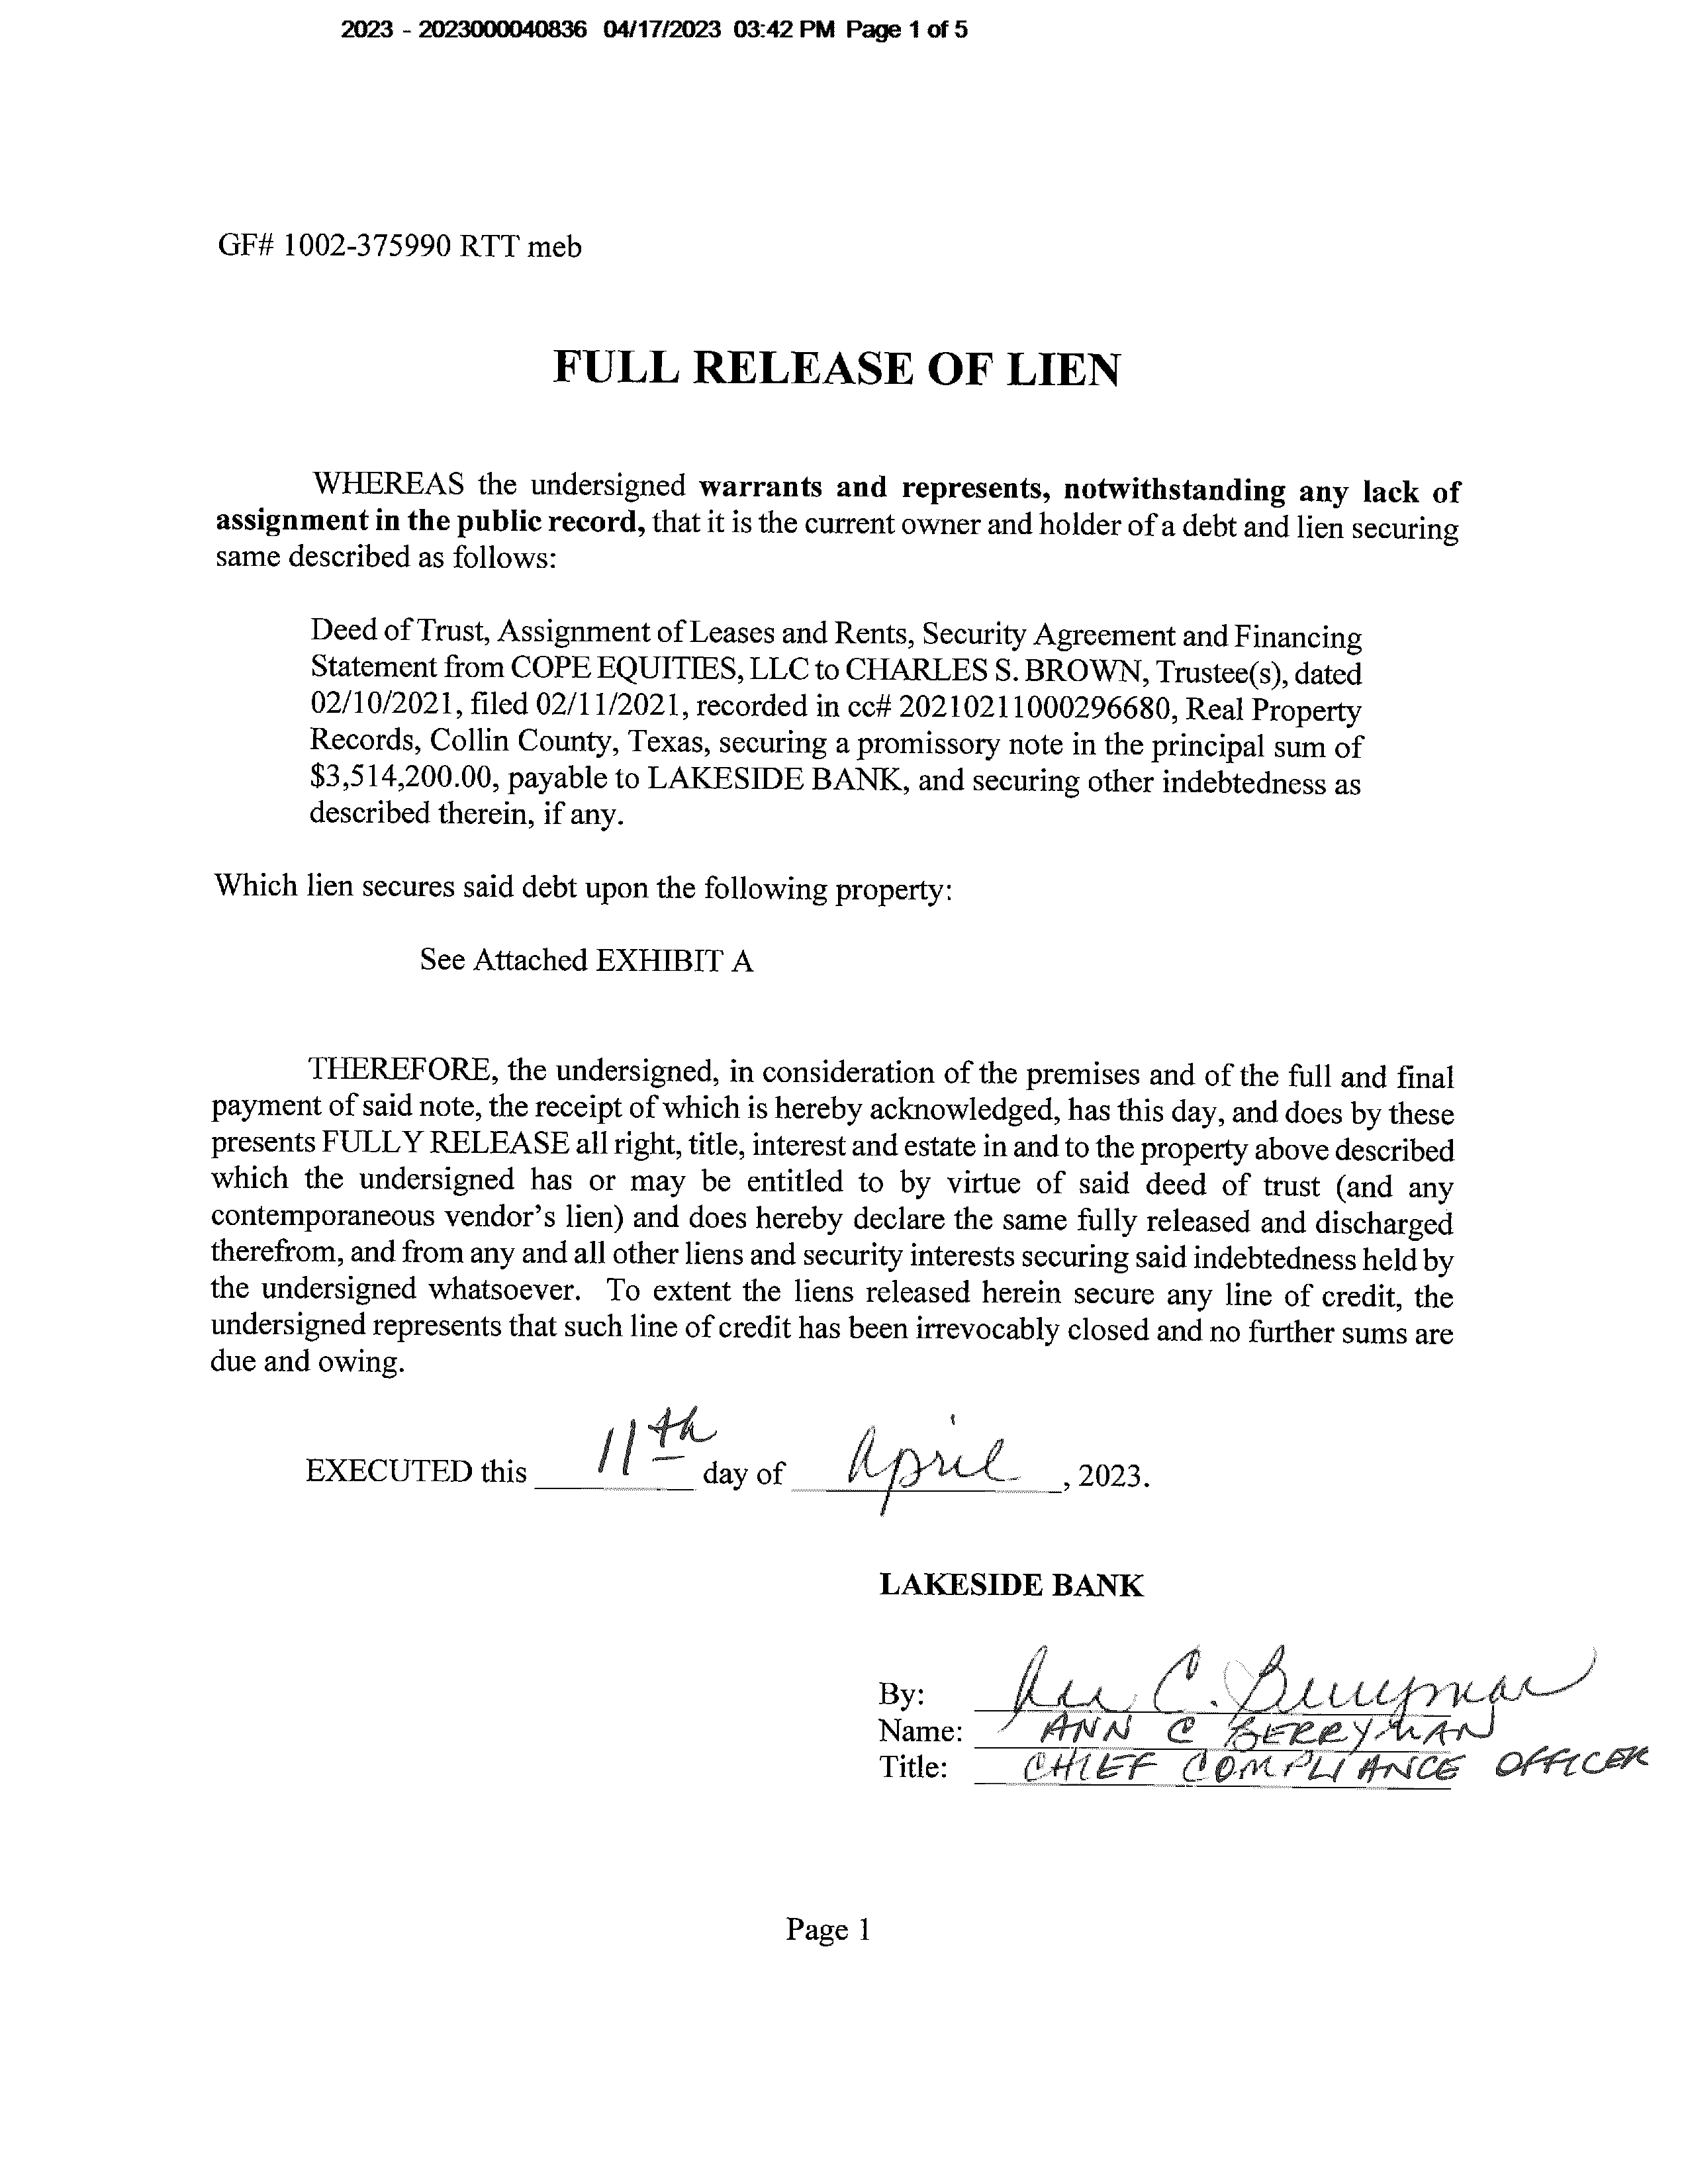 2023 - 2023000040836 04/17/2023 03:42 PM Page 1 of 5
GF# 1002-375990 RTT meb
FULL RELEASE OF LIEN
WHEREAS the undersigned warrants and represents, notwithstanding any lack of
assignment in the public record, that it is the current owner and holder of a debt and lien securing
same described as follows:
Deed of Trust, Assignment of Leases and Rents, Security Agreement and Financing
Statement from COPE EQUITIES, LLC to CHARLES S. BROWN, Trustee(s), dated
02/10/2021, filed 02/11/2021, recorded in cc# 20210211000296680, Real Property
Records, Collin County, Texas, securing a promissory note in the principal sum of
$3,514,200.00, payable to LAKESIDE BANK, and securing other indebtedness as
described therein, if any.
Which lien secures said debt upon the following property:
See Attached EXHIBIT A
THEREFORE, the undersigned, in consideration of the premises and of the full and final
payment of said note, the receipt of which is hereby acknowledged, has this day, and does by these
presents FULLY RELEASE all right, title, interest and estate in and to the property above described
which the undersigned has or may be entitled to by virtue of said deed of trust (and any
contemporaneous vendor's lien) and does hereby declare the same fully released and discharged
therefrom, and from any and all other liens and security interests securing said indebtedness held by
the undersigned whatsoever. To extent the liens released herein secure any line of credit, the
undersigned represents that such line of credit has been irrevocably closed and no further sums are
due and owing.
EXECUTED this 11th day of April, 2023.
LAKESIDE BANK
By: Ann C. Berryman
Name: ANN C BERRYMAN
Title: CHIEF COMPLIANCE OFFICER
Page 1